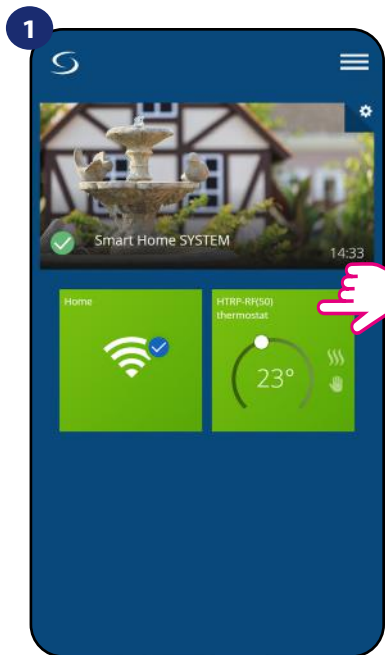 1
Smart Home SYSTEM
14:33
Home
HTRP-RF(50)
thermostat
23°